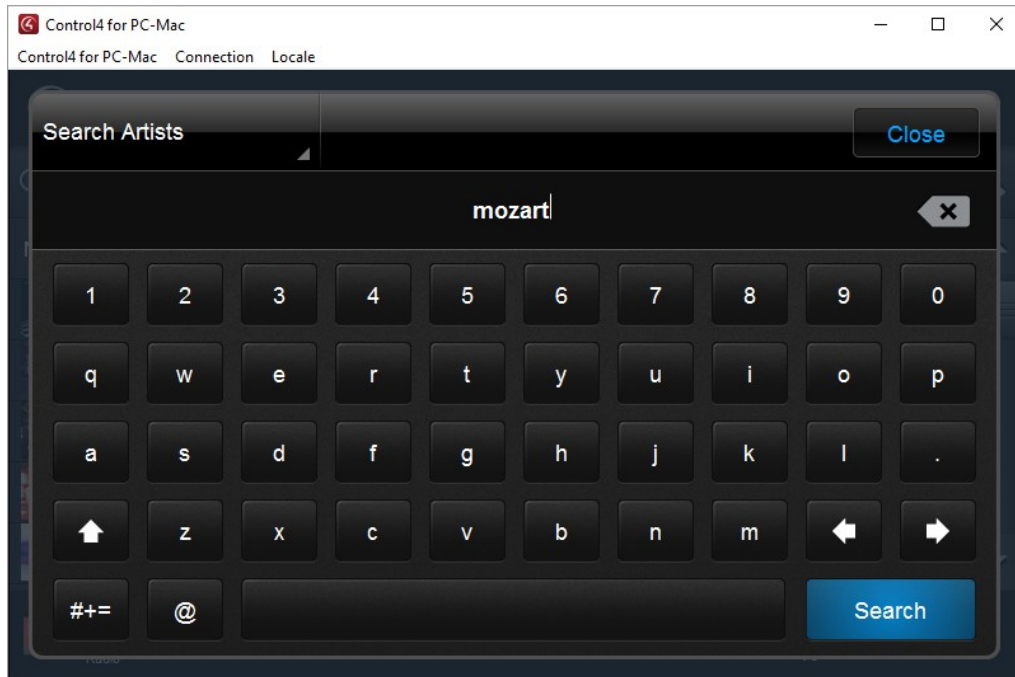 Control4 for PC-Mac
Control4 for PC-Mac Connection Locale
Search Artists Close
mozart
1 2 3 4 5 6 7 8 9 0
q w e r t y u i o p
a s d f g h j k l .
z x c v b n m
#+= @ Search
Radio